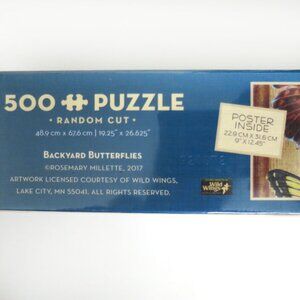 500 PUZZLE
• RANDOM CUT •
48.9 CM x 67.6 CM | 19.25" x 26.625"
BACKYARD BUTTERFLIES
©ROSEMARY MILLETTE, 2017
ARTWORK LICENSED COURTESY OF WILD WINGS,
LAKE CITY, MN 55041. ALL RIGHTS RESERVED.
POSTER
INSIDE
22.9 CM X 31.6 CM
9" X 12.45"
Wild
Wings